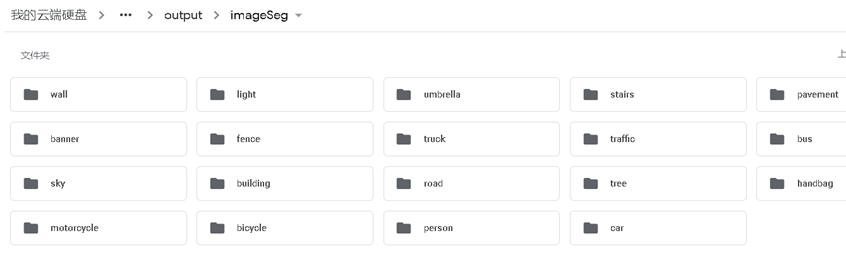 我的云端硬盘 > ••• > output > imageSeg
文件夹 上
wall light umbrella stairs pavement
banner fence truck traffic bus
sky building road tree handbag
motorcycle bicycle person car